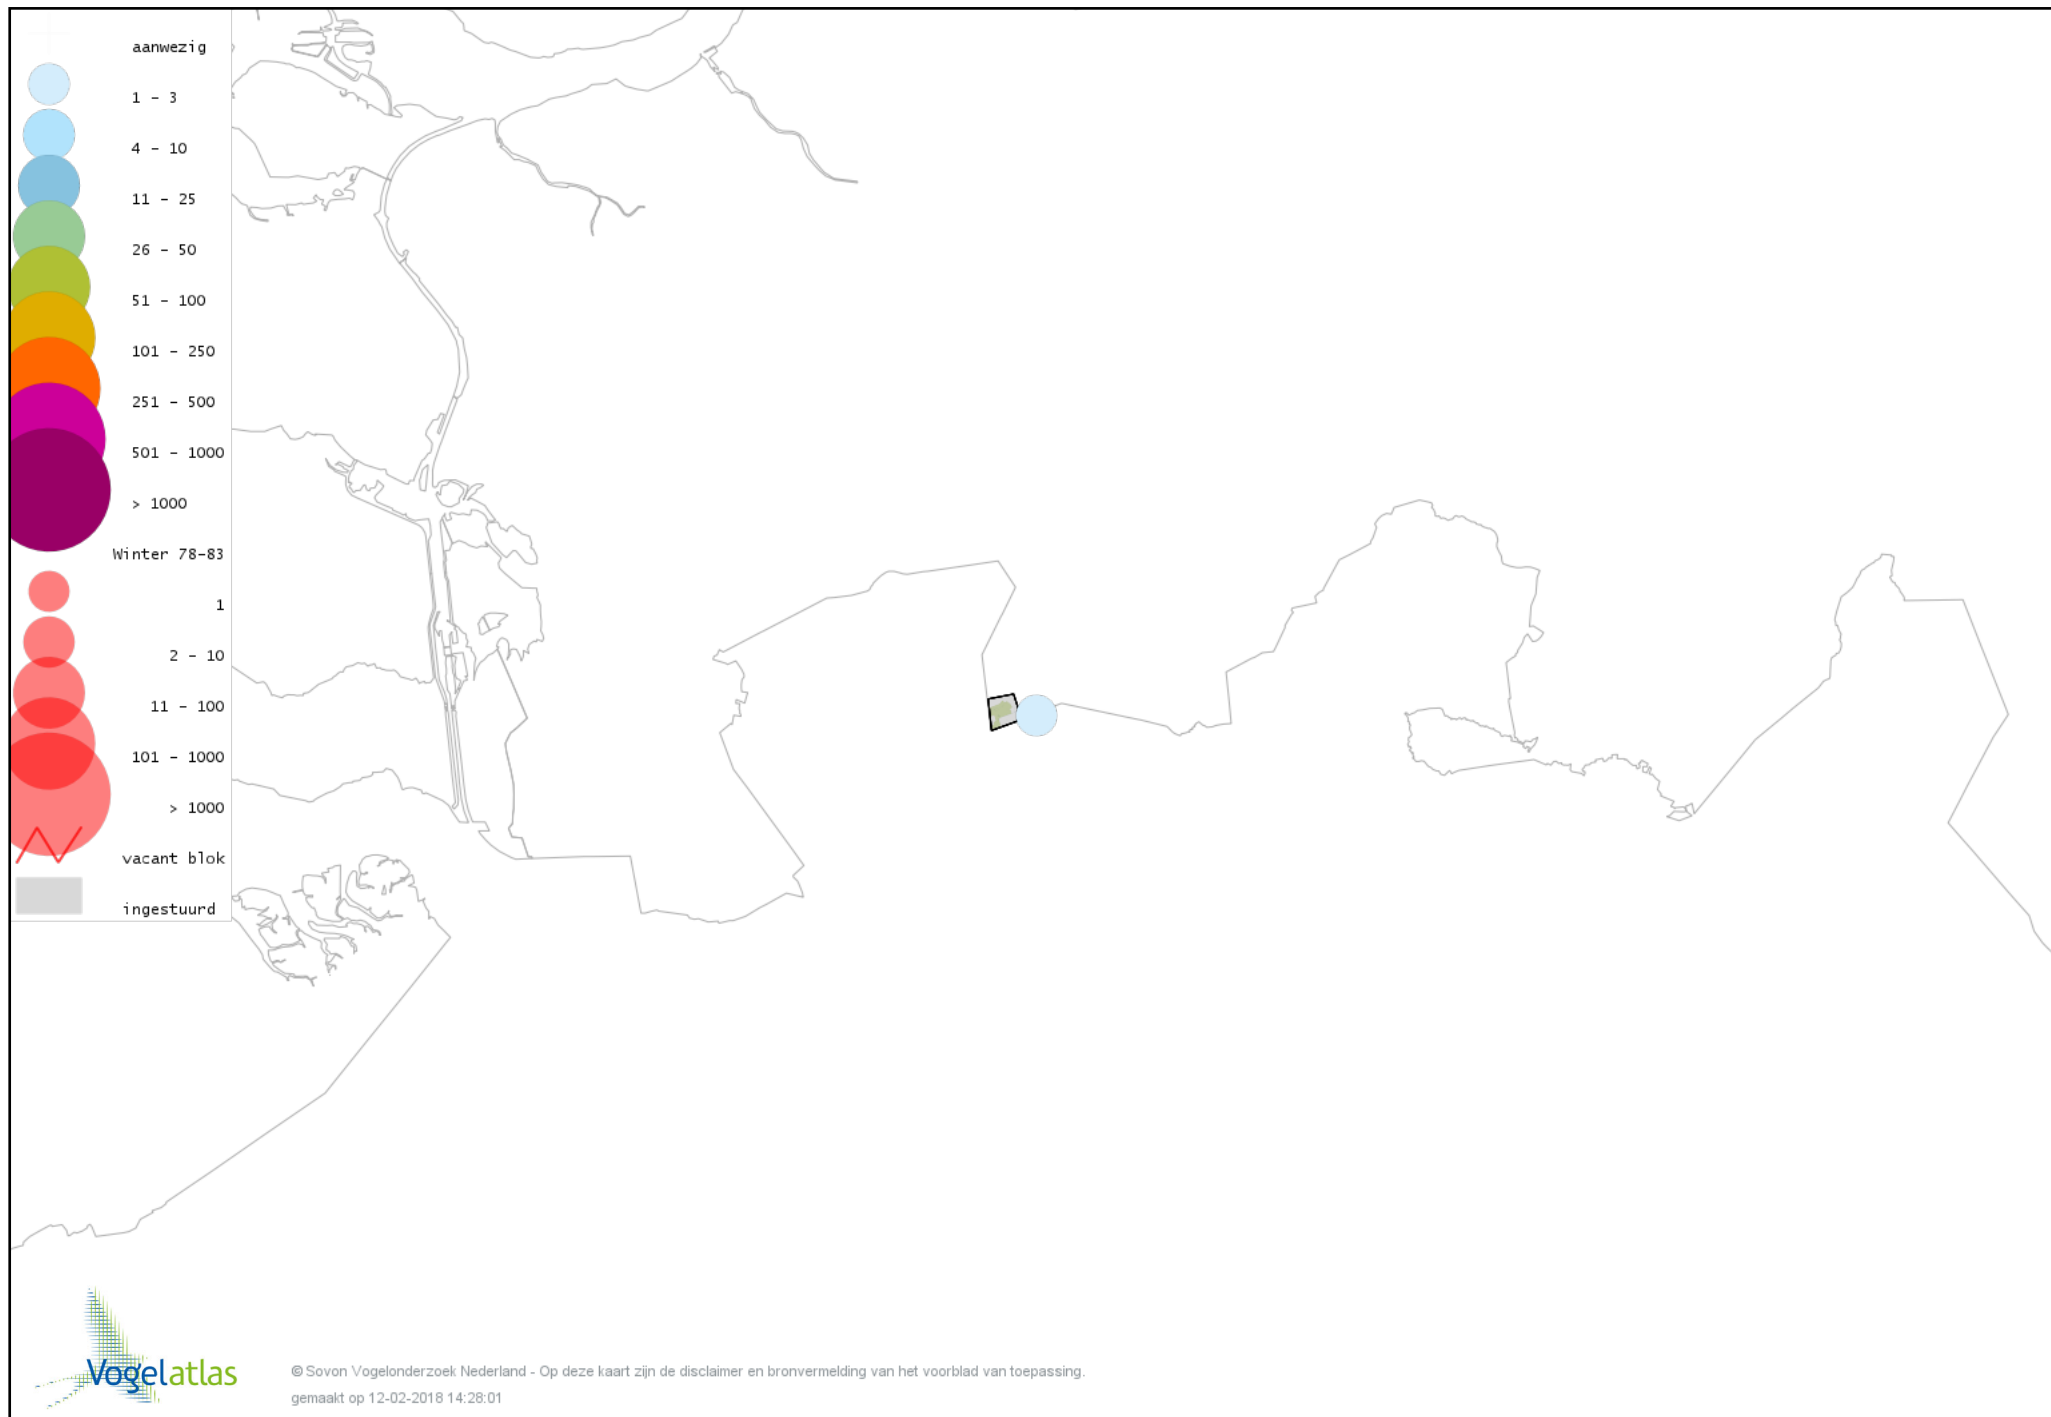 aanwezig
1 - 3
4 - 10
11 - 25
26 - 50
51 - 100
101 - 250
251 - 500
501 - 1000
> 1000
Winter 78-83
1
2 - 10
11 - 100
101 - 1000
> 1000
vacant blok
ingestuurd
Vogelatlas
© Sovon Vogelonderzoek Nederland - Op deze kaart zijn de disclaimer en bronvermelding van het voorblad van toepassing.
gemaakt op 12-02-2018 14:28:01